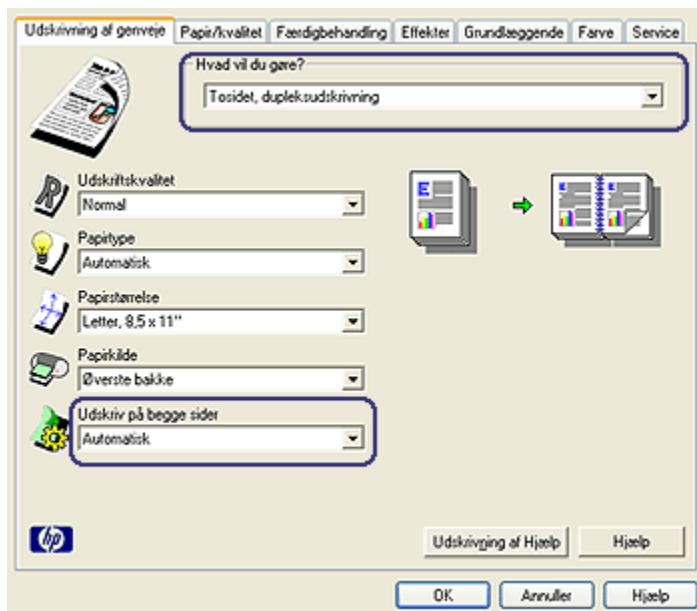 Udskrivning af genveje Papir/kvalitet Færdigbehandling Effekter Grundlæggende Farve Service
Hvad vil du gøre?
Tosidet, dupleksudskrivning
Udskriftskvalitet
Normal
Papirtype
Automatisk
Papirstørrelse
Letter, 8,5 x 11"
Papirkilde
Øverste bakke
Udskriv på begge sider
Automatisk
hp
Udskrivning af Hjælp Hjælp
OK Annuller Hjælp